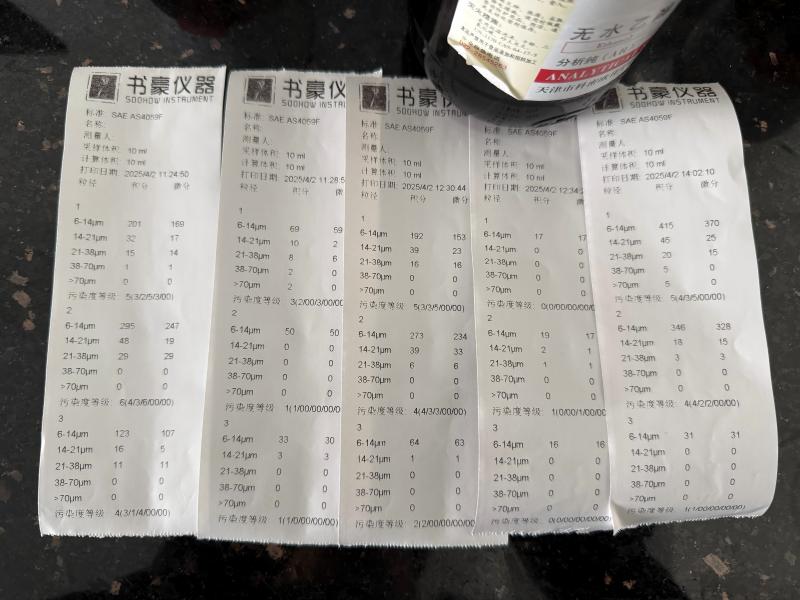 无水乙
分析纯(AR
ANALYTICA
书豪仪器
SOOHOW INSTRUMENT
标准: SAE AS4059F
名称:
测量人:
采样体积: 10 ml
计算体积: 10 ml
打印日期: 2025/4/2 11:24:50
粒径 积分 微分
1
6-14μm 201 169
14-21μm 32 17
21-38μm 15 14
38-70μm 1 1
>70μm 0 0
污染度等级: 5(3/2/5/3/00)
2
6-14μm 295 247
14-21μm 48 19
21-38μm 29 29
38-70μm 0 0
>70μm 0 0
污染度等级: 6(4/3/6/00/00)
3
6-14μm 123 107
14-21μm 16 5
21-38μm 11 11
38-70μm 0 0
>70μm 0 0
污染度等级: 4(3/1/4/00/00)
书豪仪
SOOHOW INSTRUM
标准: SAE AS4059F
名称:
测量人:
采样体积: 10 ml
计算体积: 10 ml
打印日期: 2025/4/2 11:28:5
粒径 积分 微分
1
6-14μm 69 59
14-21μm 10 2
21-38μm 8 6
38-70μm 2 0
>70μm 2 0
污染度等级: 3(2/00/3/00/0
2
6-14μm 50 50
14-21μm 0 0
21-38μm 0 0
38-70μm 0 0
>70μm 0 0
污染度等级: 1(1/00/00/00/0
3
6-14μm 33 30
14-21μm 3 3
21-38μm 0 0
38-70μm 0 0
>70μm 0 0
污染度等级: 1(1/0/00/00/00)
书豪仪
SOOHOW INSTRUM
标准: SAE AS4059F
名称:
测量人:
采样体积: 10 ml
计算体积: 10 ml
打印日期: 2025/4/2 12:30:44
粒径 积分 微分
1
6-14μm 192 153
14-21μm 39 23
21-38μm 16 16
38-70μm 0 0
>70μm 0 0
污染度等级: 5(3/3/5/00/00)
2
6-14μm 273 234
14-21μm 39 33
21-38μm 6 6
38-70μm 0 0
>70μm 0 0
污染度等级: 4(4/3/3/00/00)
3
6-14μm 64 63
14-21μm 1 1
21-38μm 0 0
38-70μm 0 0
>70μm 0 0
污染度等级: 2(2/00/00/00/00
标准: SAE AS4059F
名称:
测量人:
采样体积: 10 ml
计算体积: 10 ml
打印日期: 2025/4/2 12:34:2
粒径 积分 微分
1
6-14μm 17 17
14-21μm 0 0
21-38μm 0 0
38-70μm 0 0
>70μm 0 0
污染度等级: 0(0/00/00/00/00
2
6-14μm 19 17
14-21μm 2 1
21-38μm 1 1
38-70μm 0 0
>70μm 0 0
污染度等级: 1(0/00/1/00/00
3
6-14μm 16 16
14-21μm 0 0
21-38μm 0 0
38-70μm 0 0
>70μm 0 0
污染度等级: 0(0/00/00/00/00)
书豪仪器
SOOHOW INSTRUMENT
标准: SAE AS4059F
名称:
测量人:
采样体积: 10 ml
计算体积: 10 ml
打印日期: 2025/4/2 14:02:10
粒径 积分 微分
1
6-14μm 415 370
14-21μm 45 25
21-38μm 20 15
38-70μm 5 0
>70μm 5 0
污染度等级: 5(4/3/5/00/00)
2
6-14μm 346 328
14-21μm 18 15
21-38μm 3 3
38-70μm 0 0
>70μm 0 0
污染度等级: 4(4/2/2/00/00)
3
6-14μm 31 31
14-21μm 0 0
21-38μm 0 0
38-70μm 0 0
>70μm 0 0
污染度等级: 1(1/00/00/00/00)